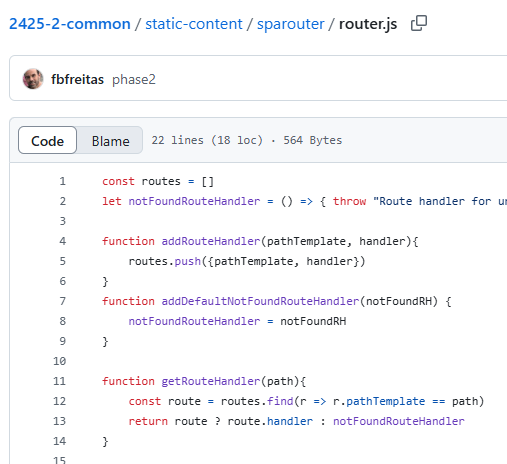 2425-2-common / static-content / sparouter / router.js
fbfreitas phase2
Code Blame 22 lines (18 loc) · 564 Bytes
1 const routes = []
2 let notFoundRouteHandler = () => { throw "Route handler for
3
4 function addRouteHandler(pathTemplate, handler){
5 routes.push({pathTemplate, handler})
6 }
7 function addDefaultNotFoundRouteHandler(notFoundRH) {
8 notFoundRouteHandler = notFoundRH
9 }
10
11 function getRouteHandler(path){
12 const route = routes.find(r => r.pathTemplate == path)
13 return route ? route.handler : notFoundRouteHandler
14 }
15